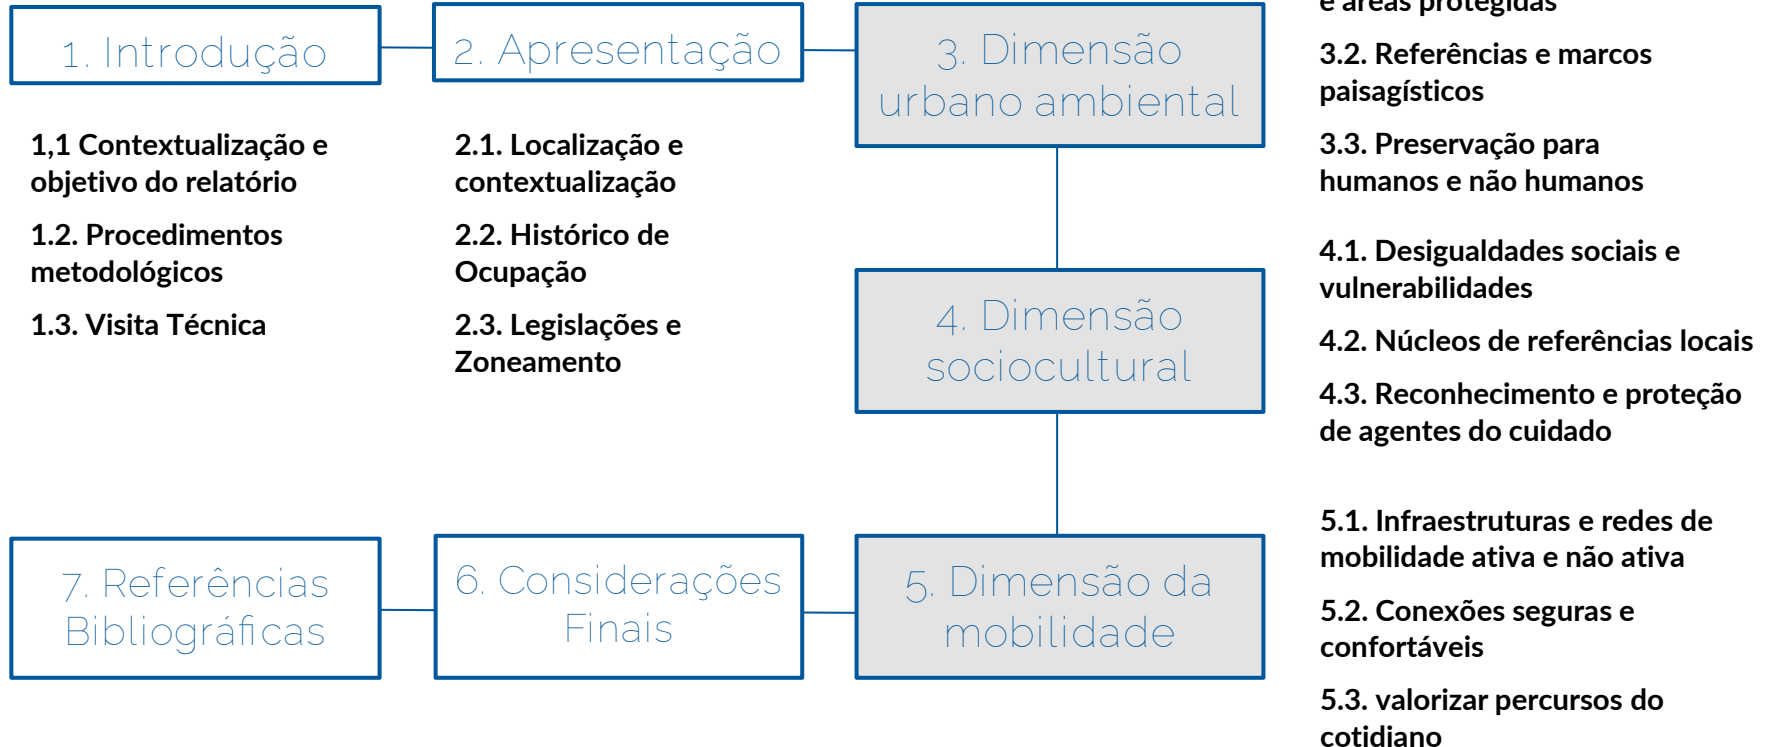 1. Introdução
1,1 Contextualização e
objetivo do relatório
1.2. Procedimentos
metodológicos
1.3. Visita Técnica
2. Apresentação
2.1. Localização e
contextualização
2.2. Histórico de
Ocupação
2.3. Legislações e
Zoneamento
3. Dimensão
urbano ambiental
e áreas protegidas
3.2. Referências e marcos
paisagísticos
3.3. Preservação para
humanos e não humanos
4. Dimensão
sociocultural
4.1. Desigualdades sociais e
vulnerabilidades
4.2. Núcleos de referências locais
4.3. Reconhecimento e proteção
de agentes do cuidado
5. Dimensão da
mobilidade
5.1. Infraestruturas e redes de
mobilidade ativa e não ativa
5.2. Conexões seguras e
confortáveis
5.3. valorizar percursos do
cotidiano
6. Considerações
Finais
7. Referências
Bibliográficas